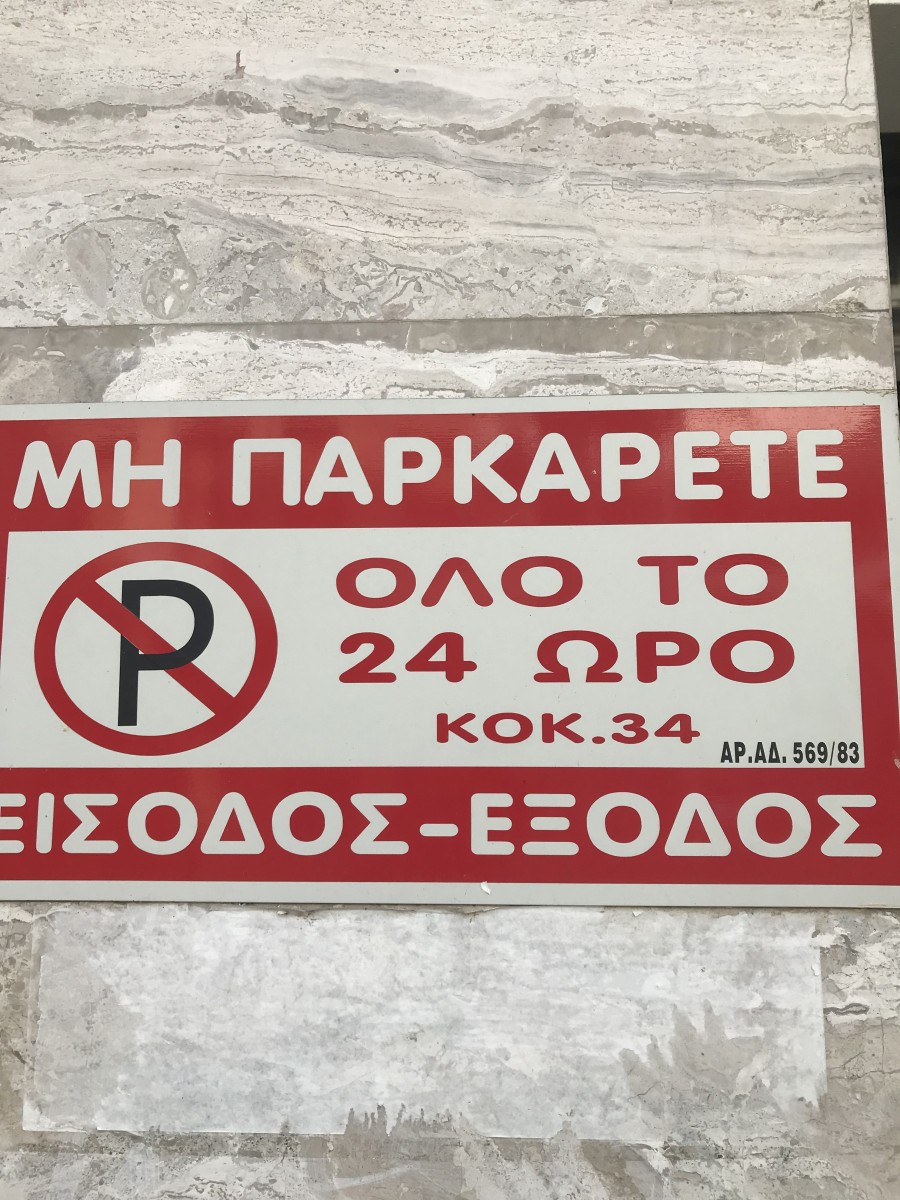 ΜΗ ΠΑΡΚΑΡΕΤΕ
P
ΟΛΟ ΤΟ
24 ΩΡΟ
ΚΟΚ.34
ΑΡ.ΑΔ. 569/83
ΕΙΣΟΔΟΣ-ΕΞΟΔΟΣ